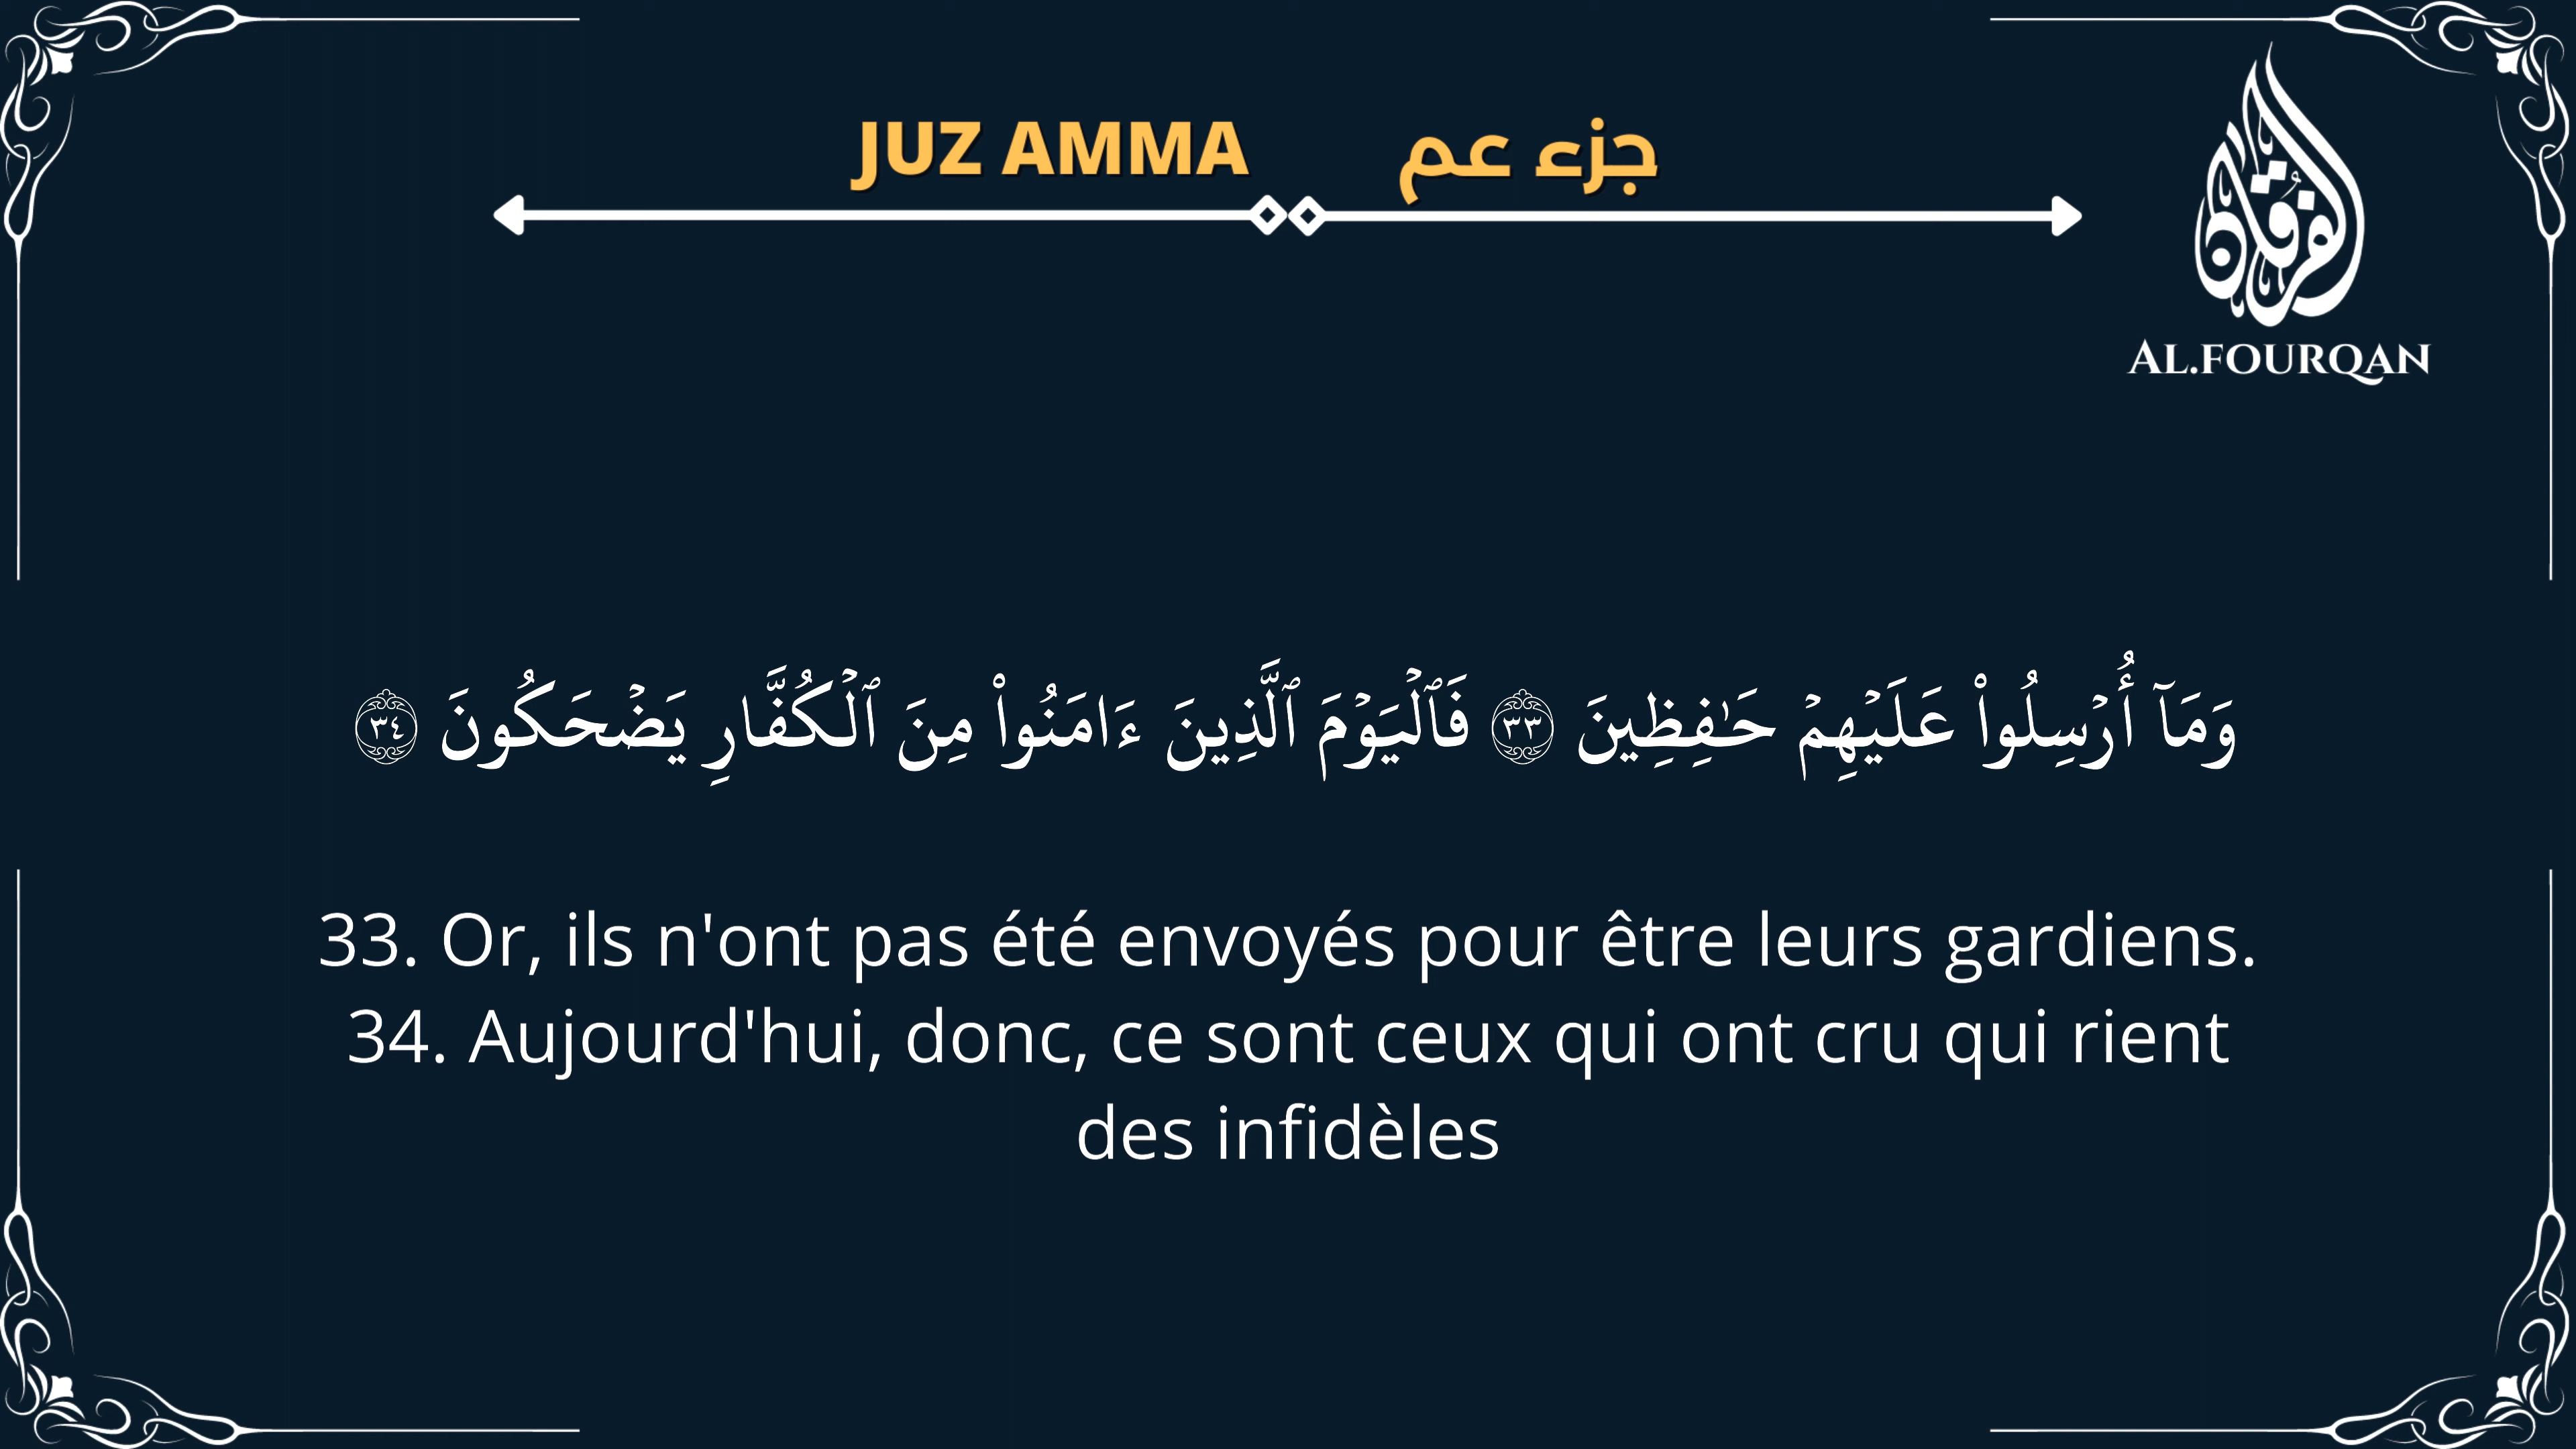 JUZ AMMA جزء عم
الفرقان
AL.FOURQAN
وَمَآ أُرۡسِلُواْ عَلَيۡهِمۡ حَٰفِظِينَ ٣٣ فَٱلۡيَوۡمَ ٱلَّذِينَ ءَامَنُواْ مِنَ ٱلۡكُفَّارِ يَضۡحَكُونَ ٣٤
33. Or, ils n'ont pas été envoyés pour être leurs gardiens.
34. Aujourd'hui, donc, ce sont ceux qui ont cru qui rient
des infidèles